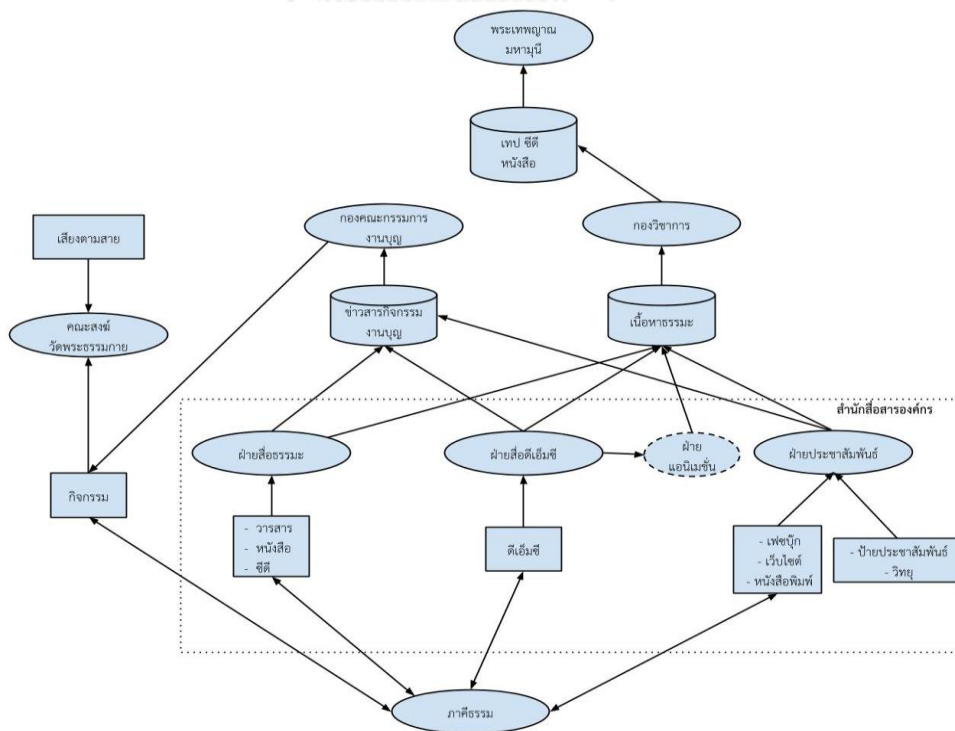 พระเทพญาณ
มหามุนี
เทป ซีดี
หนังสือ
กองคณะกรรมการ
งานบุญ
กองวิชาการ
เสียงตามสาย
ข่าวสารกิจกรรม
งานบุญ
เนื้อหาธรรมะ
คณะสงฆ์
วัดพระธรรมกาย
สำนักสื่อสารองค์กร
ฝ่ายสื่อธรรมะ
ฝ่ายสื่อดีเอ็มซี
ฝ่าย
แอนิเมชั่น
ฝ่ายประชาสัมพันธ์
กิจกรรม
- วารสาร
- หนังสือ
- ซีดี
ดีเอ็มซี
- เฟซบุ๊ก
- เว็บไซต์
- หนังสือพิมพ์
- ป้ายประชาสัมพันธ์
- วิทยุ
ภาคีธรรม